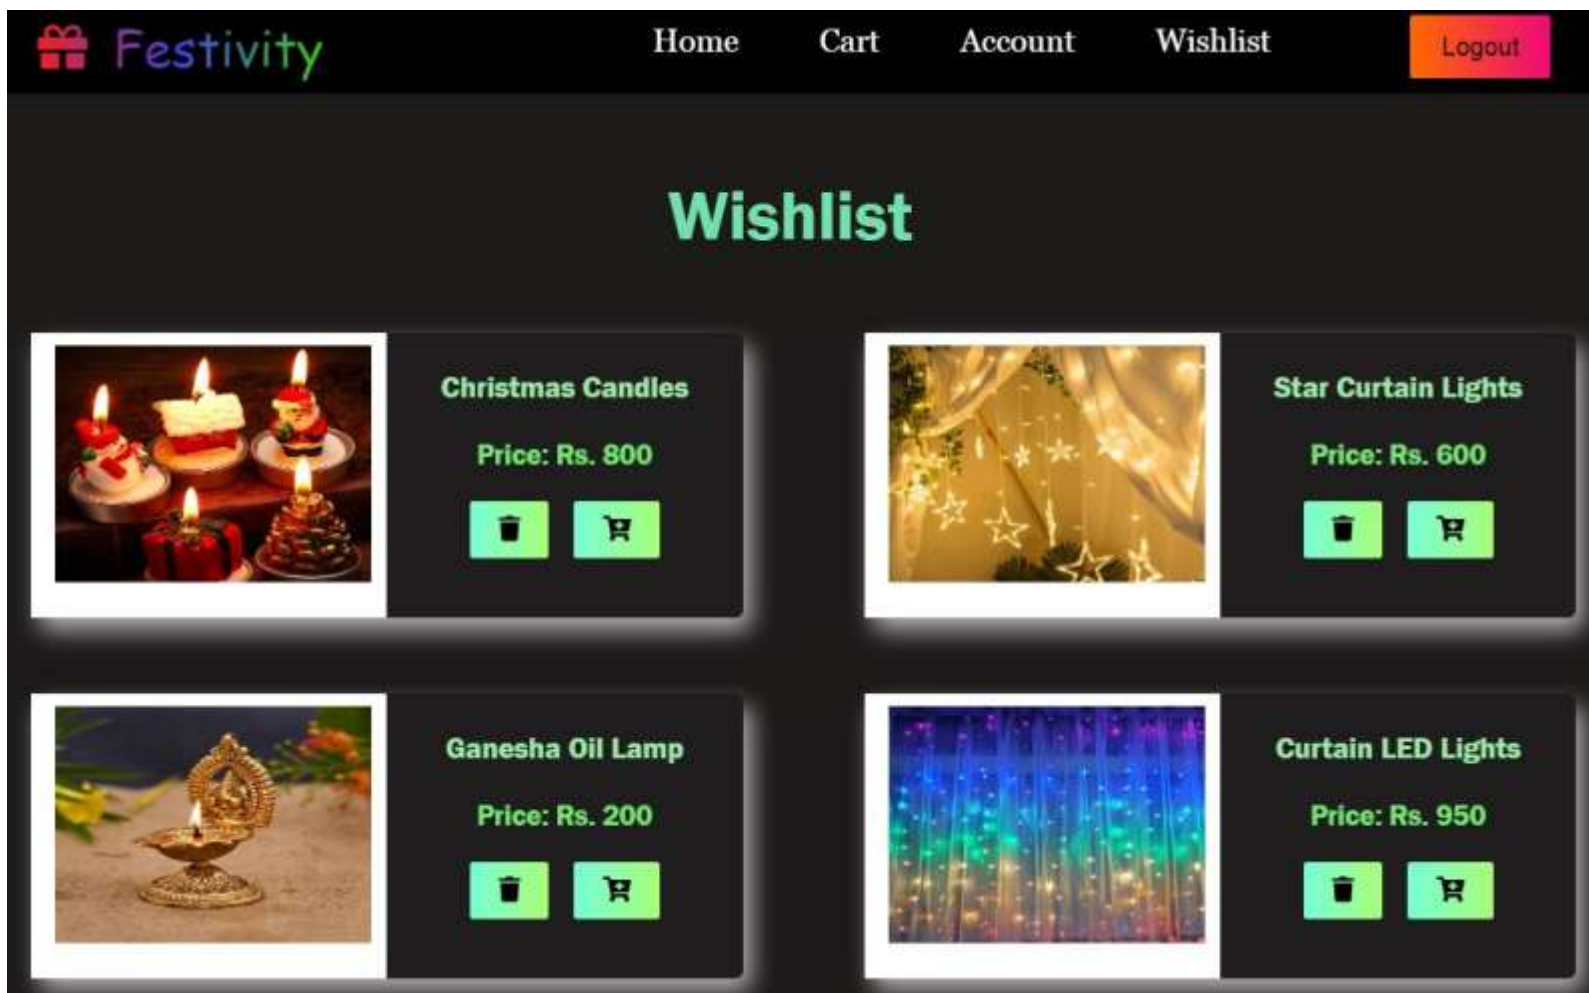 Festivity
Home Cart Account Wishlist Logout
Wishlist
Christmas Candles
Price: Rs. 800
Star Curtain Lights
Price: Rs. 600
Ganesha Oil Lamp
Price: Rs. 200
Curtain LED Lights
Price: Rs. 950